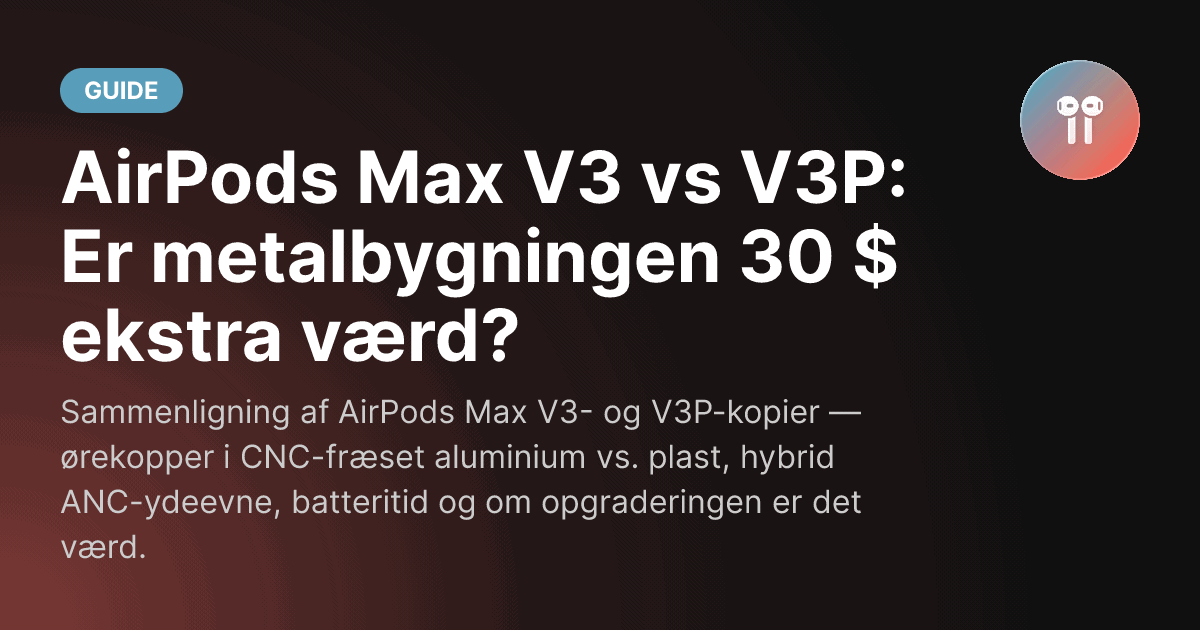 GUIDE
AirPods Max V3 vs V3P:
Er metalbygningen 30 $
ekstra værd?
Sammenligning af AirPods Max V3- og V3P-kopier —
ørekopper i CNC-fræset aluminium vs. plast, hybrid
ANC-ydeevne, batteritid og om opgraderingen er det
værd.